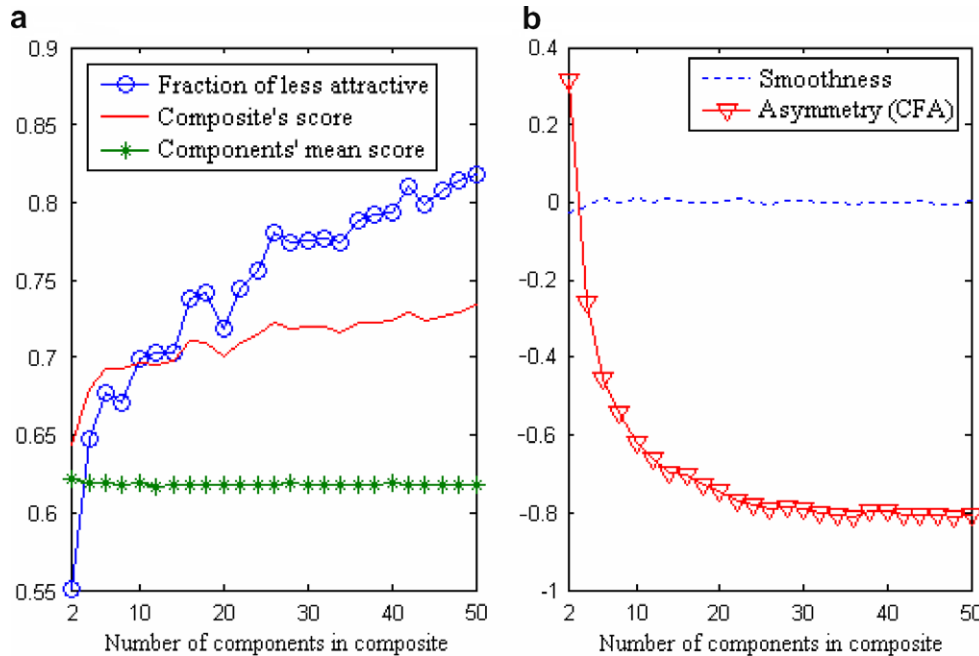 a
0.9
0.85
0.8
0.75
0.7
0.65
0.6
0.55
2 10 20 30 40 50
Number of components in composite
Fraction of less attractive
Composite's score
Components' mean score
b
0.4
0.2
0
-0.2
-0.4
-0.6
-0.8
-1
2 10 20 30 40 50
Number of components in composite
Smoothness
Asymmetry (CFA)